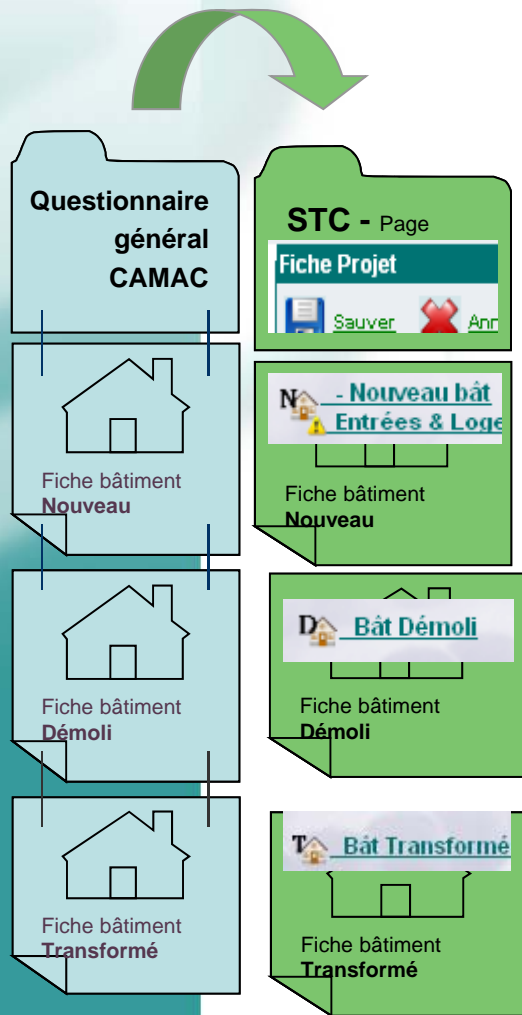 Questionnaire
général
CAMAC
Fiche bâtiment
Nouveau
Fiche bâtiment
Démoli
Fiche bâtiment
Transformé
STC - Page
Fiche Projet
Sauver Ann
N - Nouveau bât
Entrées & Loge
Fiche bâtiment
Nouveau
D Bât Démoli
Fiche bâtiment
Démoli
T Bât Transformé
Fiche bâtiment
Transformé